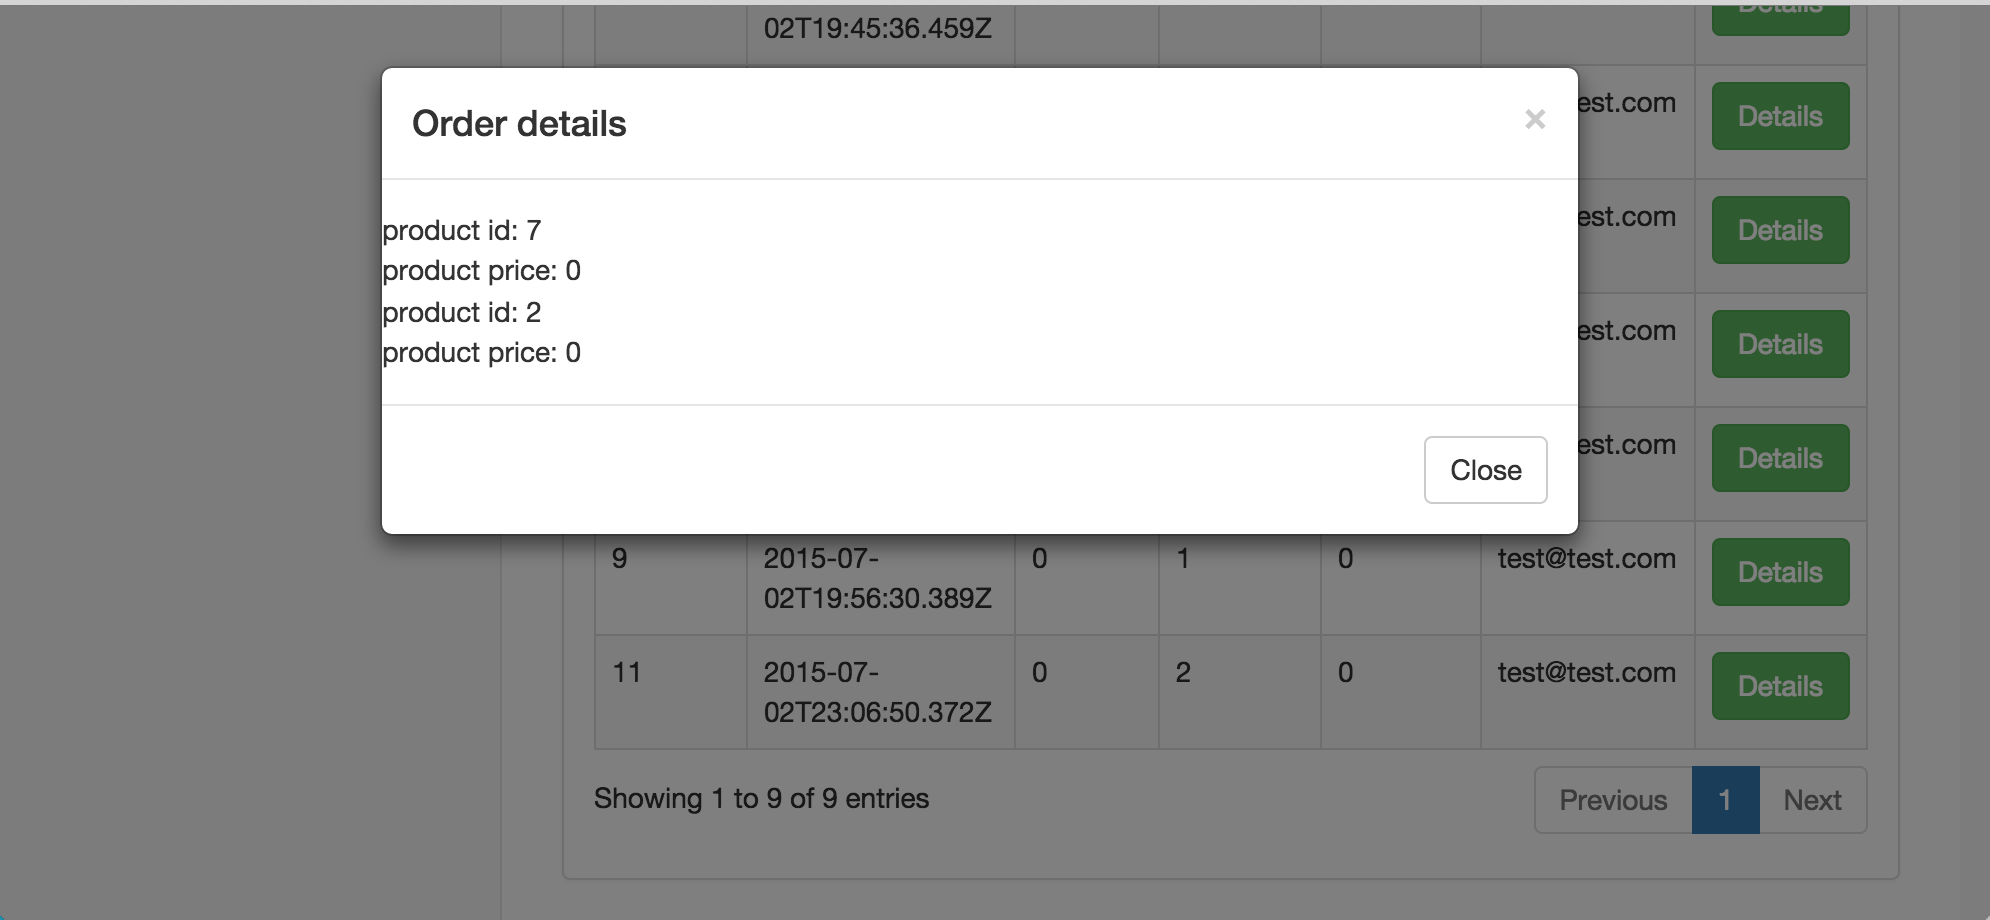 02T19:45:36.459Z
Details
Order details
×
est.com
Details
product id: 7
product price: 0
product id: 2
product price: 0
est.com
Details
est.com
Details
est.com
Details
Close
9 2015-07- 0 1 0 test@test.com Details
02T19:56:30.389Z
11 2015-07- 0 2 0 test@test.com Details
02T23:06:50.372Z
Showing 1 to 9 of 9 entries
Previous 1 Next